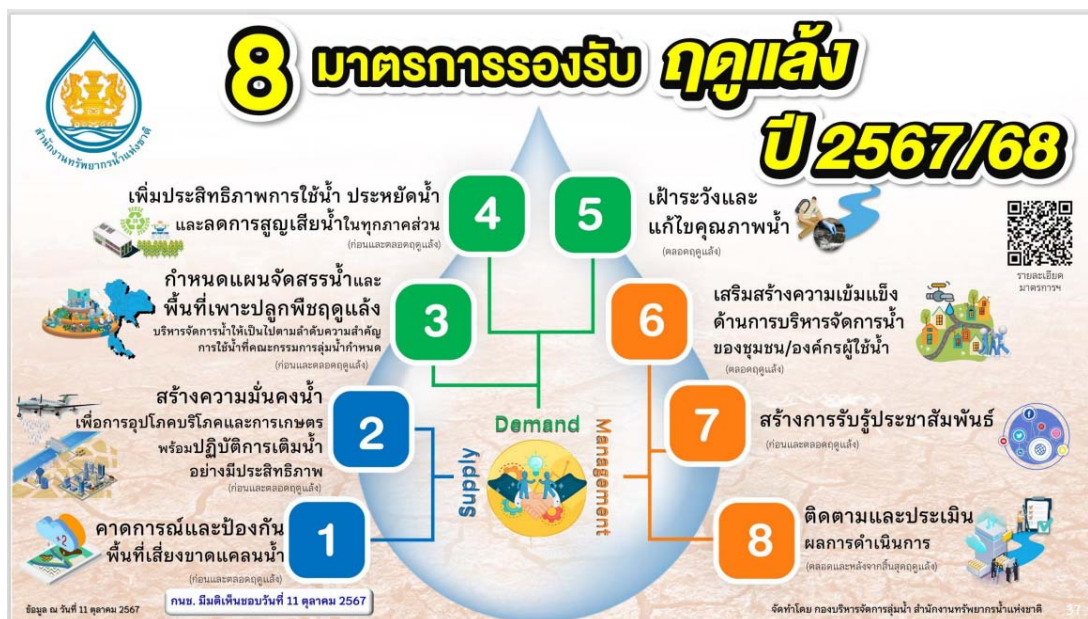 8 มาตรการรองรับ ฤดูแล้ง
ปี 2567/68
สำนักงานทรัพยากรน้ำแห่งชาติ
4
เพิ่มประสิทธิภาพการใช้น้ำ ประหยัดน้ำ
และลดการสูญเสียน้ำในทุกภาคส่วน
(ก่อนและตลอดฤดูแล้ง)
5
เฝ้าระวังและ
แก้ไขคุณภาพน้ำ
(ตลอดฤดูแล้ง)
รายละเอียด
มาตรการฯ
3
กำหนดแผนจัดสรรน้ำและ
พื้นที่เพาะปลูกพืชฤดูแล้ง
บริหารจัดการน้ำให้เป็นไปตามลำดับความสำคัญ
การใช้น้ำที่คณะกรรมการลุ่มน้ำกำหนด
(ก่อนและตลอดฤดูแล้ง)
6
เสริมสร้างความเข้มแข็ง
ด้านการบริหารจัดการน้ำ
ของชุมชน/องค์กรผู้ใช้น้ำ
(ตลอดฤดูแล้ง)
2
สร้างความมั่นคงน้ำ
เพื่อการอุปโภคบริโภคและการเกษตร
พร้อมปฏิบัติการเติมน้ำ
อย่างมีประสิทธิภาพ
(ก่อนและตลอดฤดูแล้ง)
Demand
Supply
Management
7
สร้างการรับรู้ประชาสัมพันธ์
(ก่อนและตลอดฤดูแล้ง)
1
คาดการณ์และป้องกัน
พื้นที่เสี่ยงขาดแคลนน้ำ
(ก่อนและตลอดฤดูแล้ง)
8
ติดตามและประเมิน
ผลการดำเนินการ
(ตลอดและหลังจากสิ้นสุดฤดูแล้ง)
ข้อมูล ณ วันที่ 11 ตุลาคม 2567
กนช. มีมติเห็นชอบวันที่ 11 ตุลาคม 2567
จัดทำโดย กองบริหารจัดการลุ่มน้ำ สำนักงานทรัพยากรน้ำแห่งชาติ
37